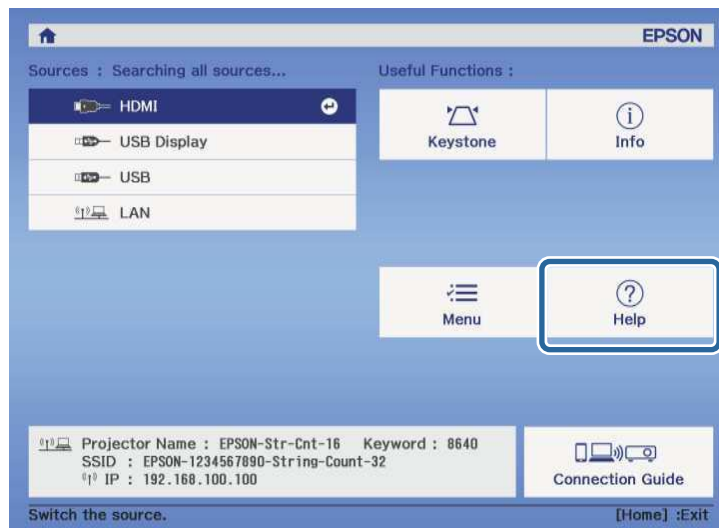 EPSON
Sources : Searching all sources...
HDMI
USB Display
USB
LAN
Useful Functions :
Keystone
Info
Menu
Help
Projector Name : EPSON-Str-Cnt-16 Keyword : 8640
SSID : EPSON-1234567890-String-Count-32
IP : 192.168.100.100
Connection Guide
Switch the source.
[Home] :Exit